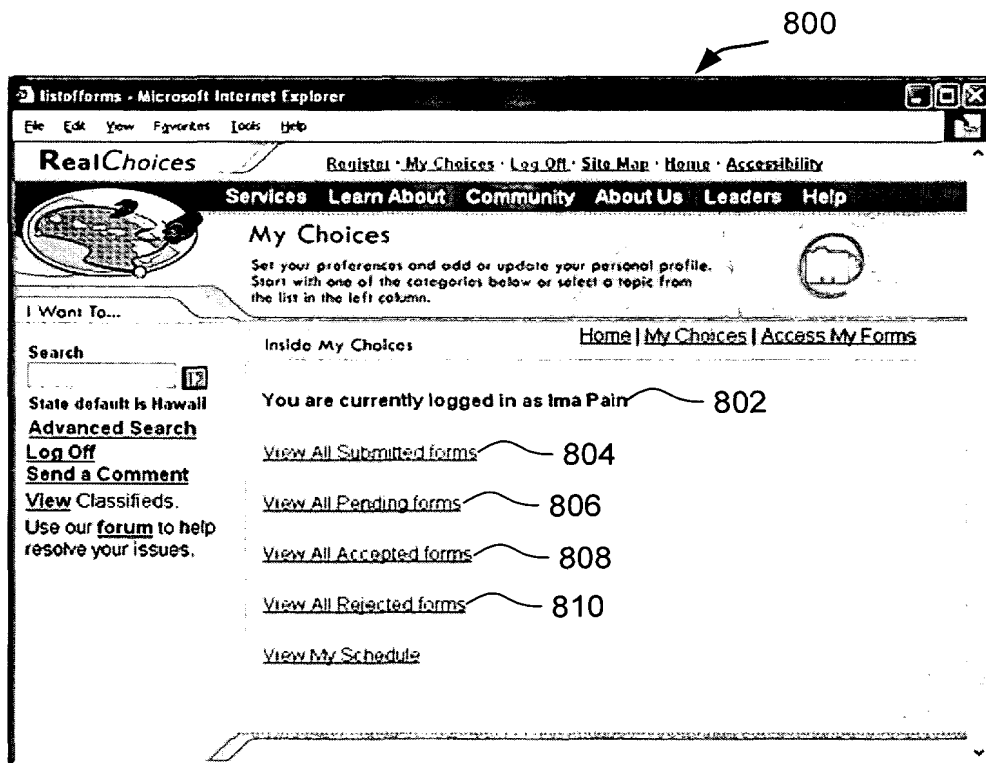 800
listofforms - Microsoft Internet Explorer
File Edit View Favorites Tools Help
RealChoices
Register · My Choices · Log Off · Site Map · Home · Accessibility
Services Learn About Community About Us Leaders Help
My Choices
Set your preferences and add or update your personal profile.
Start with one of the categories below or select a topic from
the list in the left column.
I Want To...
Home | My Choices | Access My Forms
Inside My Choices
Search
State default is Hawaii
Advanced Search
Log Off
Send a Comment
View Classifieds.
Use our forum to help
resolve your issues.
You are currently logged in as Ima Pain 802
View All Submitted forms 804
View All Pending forms 806
View All Accepted forms 808
View All Rejected forms 810
View My Schedule